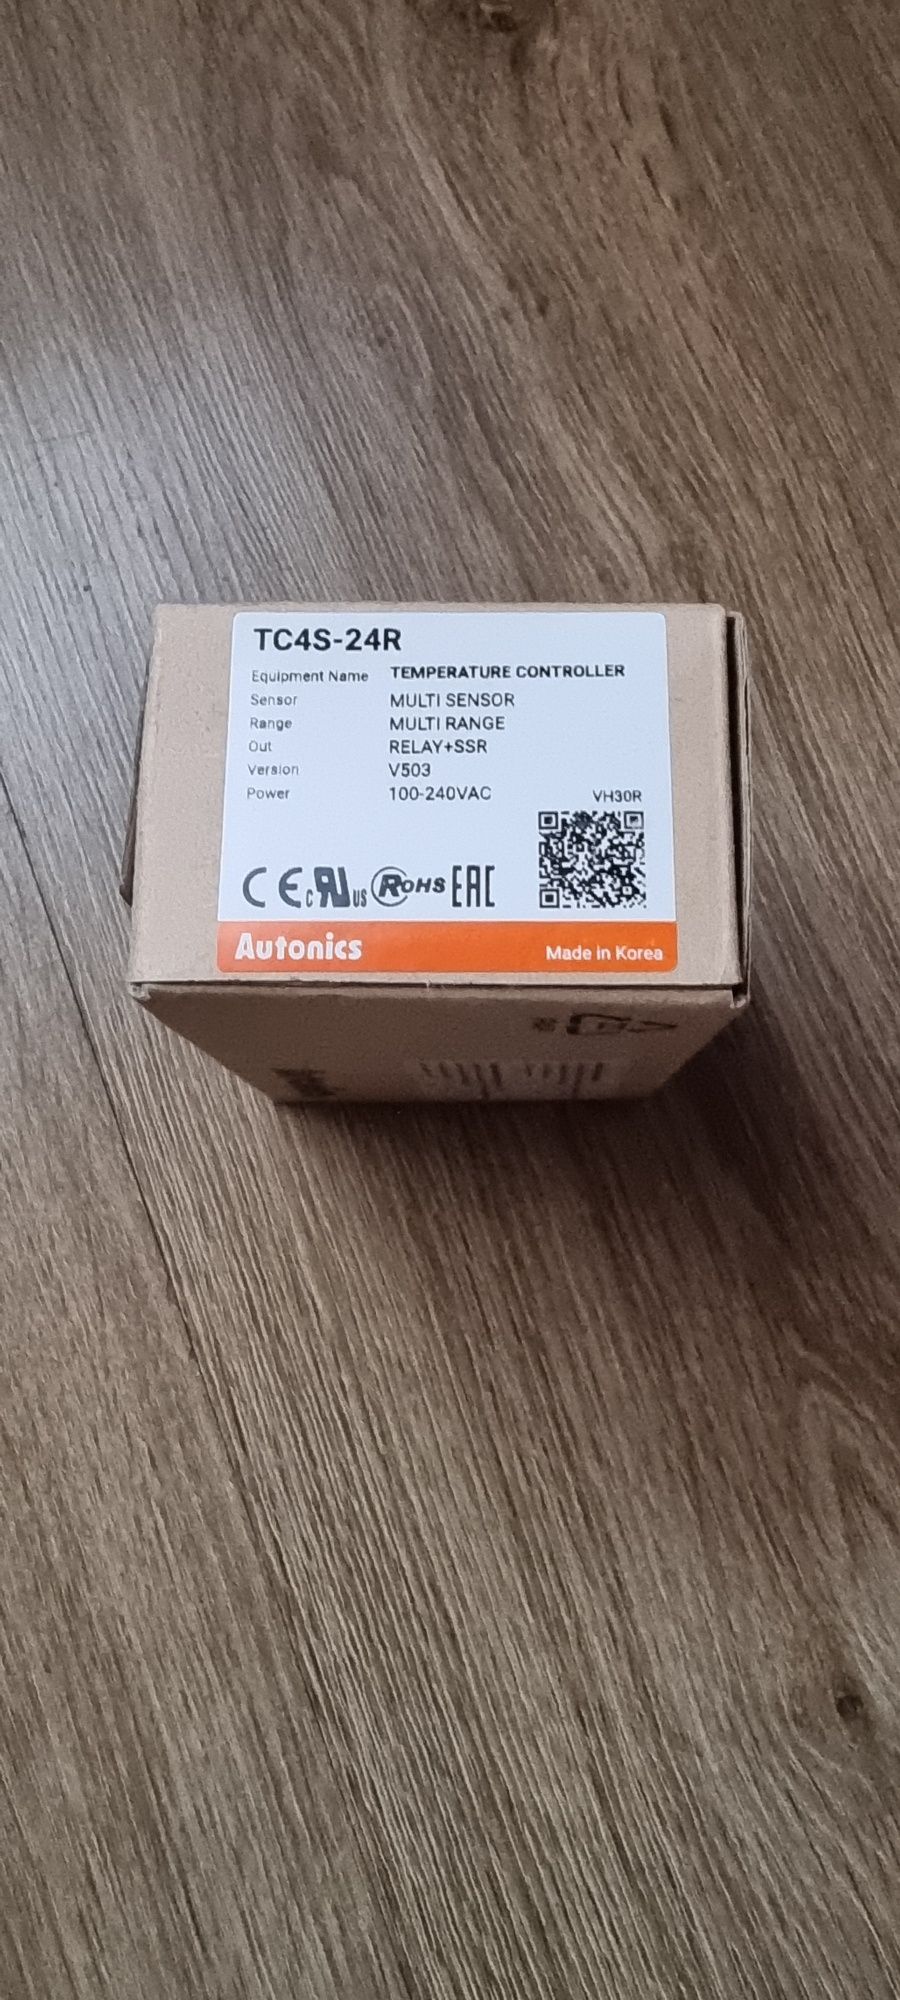 TC4S-24R
Equipment Name TEMPERATURE CONTROLLER
Sensor MULTI SENSOR
Range MULTI RANGE
Out RELAY+SSR
Version V503
Power 100-240VAC VH30R
CE c RU us RoHS EAC
Autonics Made in Korea